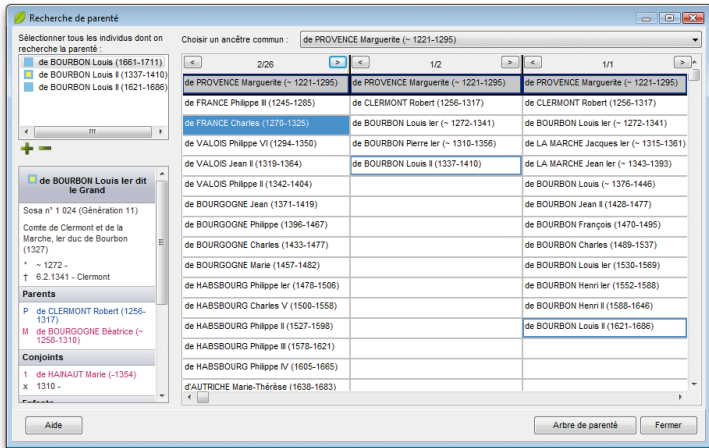 Recherche de parenté
Sélectionner tous les individus dont on
recherche la parenté :
de BOURBON Louis (1661-1711)
de BOURBON Louis II (1337-1410)
de BOURBON Louis II (1621-1686)
de BOURBON Louis Ier dit
le Grand
Sosa n° 1 024 (Génération 11)
Comte de Clermont et de la
Marche, Ier duc de Bourbon
(1327)
* ~ 1272 -
† 6.2.1341 - Clermont
Parents
P de CLERMONT Robert (1256-
1317)
M de BOURGOGNE Béatrice (~
1258-1310)
Conjoints
1 de HAINAUT Marie (-1354)
x 1310 -
Enfants
Choisir un ancêtre commun : de PROVENCE Marguerite (~ 1221-1295)
< 2/26 > < 1/2 > < 1/1 >
de PROVENCE Marguerite (~ 1221-1295) de PROVENCE Marguerite (~ 1221-1295) de PROVENCE Marguerite (~ 1221-1295)
de FRANCE Philippe III (1245-1285) de CLERMONT Robert (1256-1317) de CLERMONT Robert (1256-1317)
de FRANCE Charles (1270-1325) de BOURBON Louis Ier (~ 1272-1341) de BOURBON Louis Ier (~ 1272-1341)
de VALOIS Philippe VI (1294-1350) de BOURBON Pierre Ier (~ 1310-1356) de LA MARCHE Jacques Ier (~ 1315-1361)
de VALOIS Jean II (1319-1364) de BOURBON Louis II (1337-1410) de LA MARCHE Jean Ier (~ 1343-1393)
de VALOIS Philippe II (1342-1404) de BOURBON Louis (~ 1376-1446)
de BOURGOGNE Jean (1371-1419) de BOURBON Jean II (1428-1477)
de BOURGOGNE Philippe (1396-1467) de BOURBON François (1470-1495)
de BOURGOGNE Charles (1433-1477) de BOURBON Charles (1489-1537)
de BOURGOGNE Marie (1457-1482) de BOURBON Louis Ier (1530-1569)
de HABSBOURG Philippe Ier (1478-1506) de BOURBON Henri Ier (1552-1588)
de HABSBOURG Charles V (1500-1558) de BOURBON Henri II (1588-1646)
de HABSBOURG Philippe II (1527-1598) de BOURBON Louis II (1621-1686)
de HABSBOURG Philippe III (1578-1621)
de HABSBOURG Philippe IV (1605-1665)
d'AUTRICHE Marie-Thérèse (1638-1683)
Aide Arbre de parenté Fermer